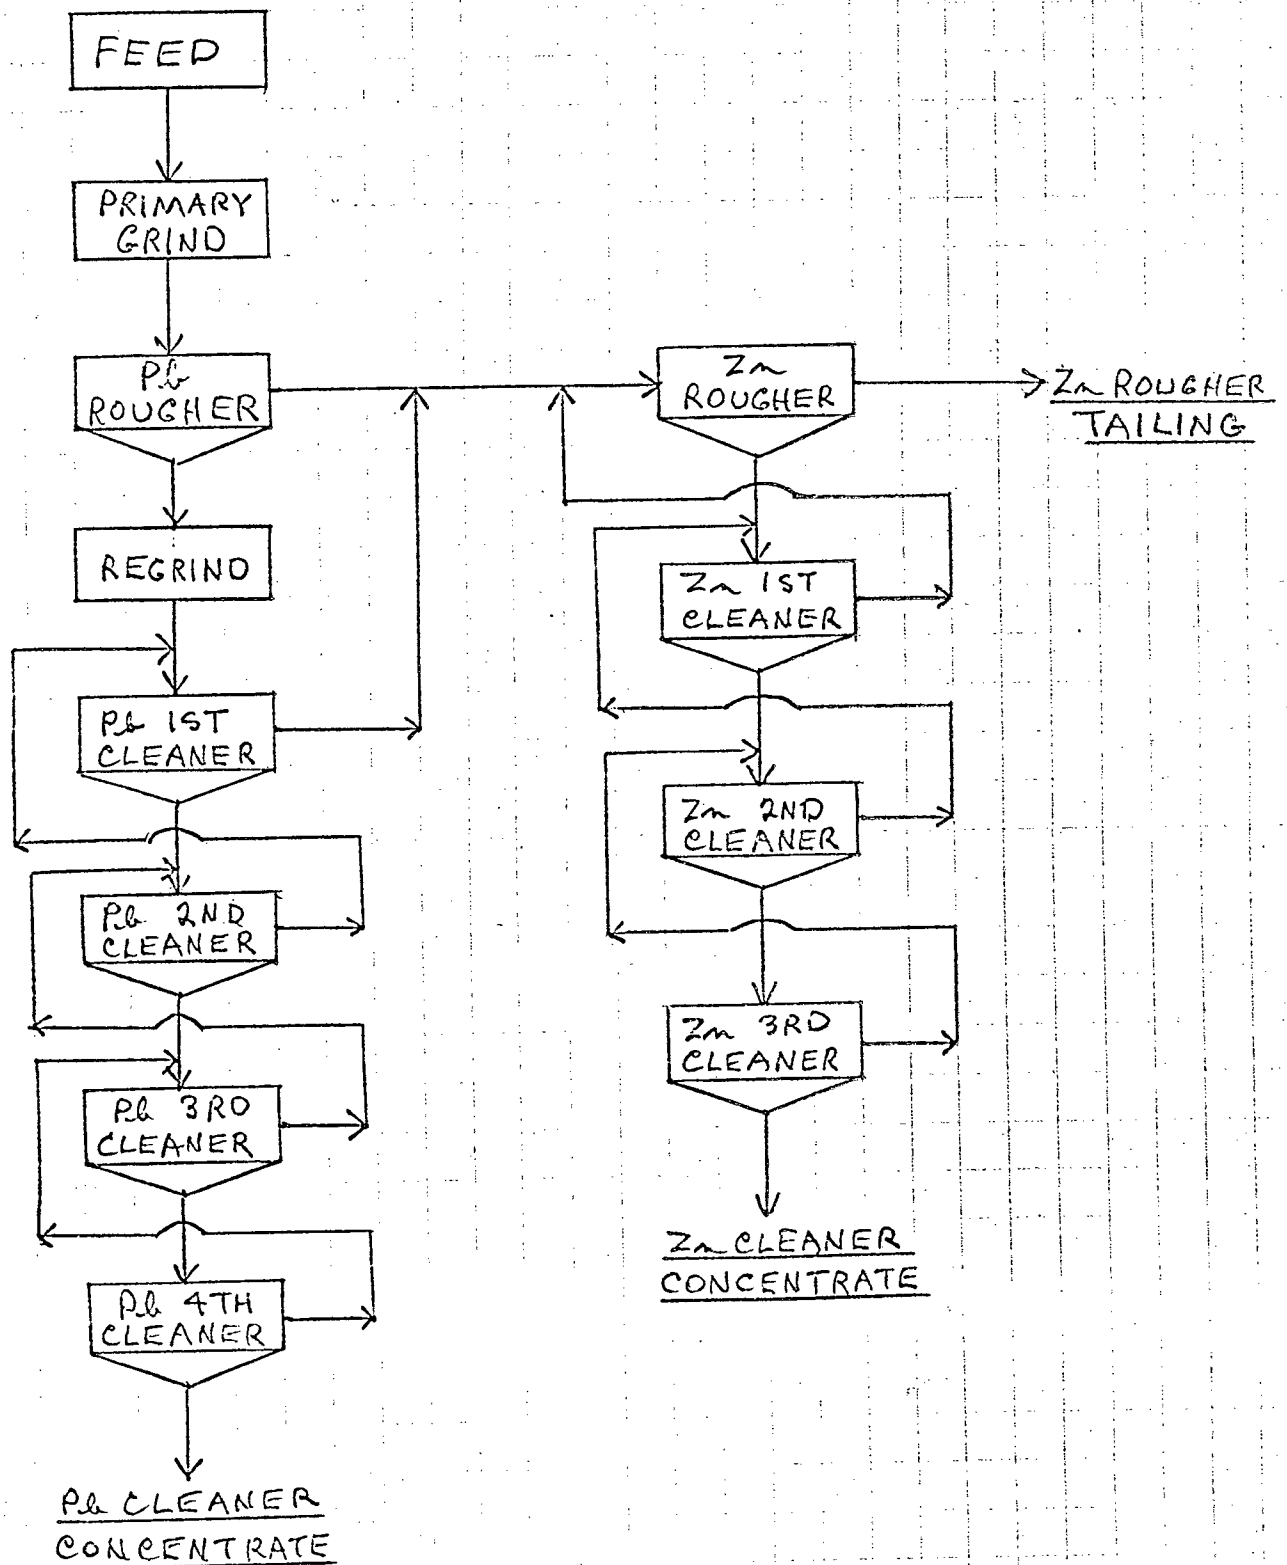 FEED
PRIMARY
GRIND
Pb
ROUGHER
Zn
ROUGHER
Zn ROUGHER
TAILING
REGRIND
Zn 1ST
CLEANER
Pb 1ST
CLEANER
Zn 2ND
CLEANER
Pb 2ND
CLEANER
Zn 3RD
CLEANER
Pb 3RD
CLEANER
Zn CLEANER
CONCENTRATE
Pb 4TH
CLEANER
Pb CLEANER
CONCENTRATE